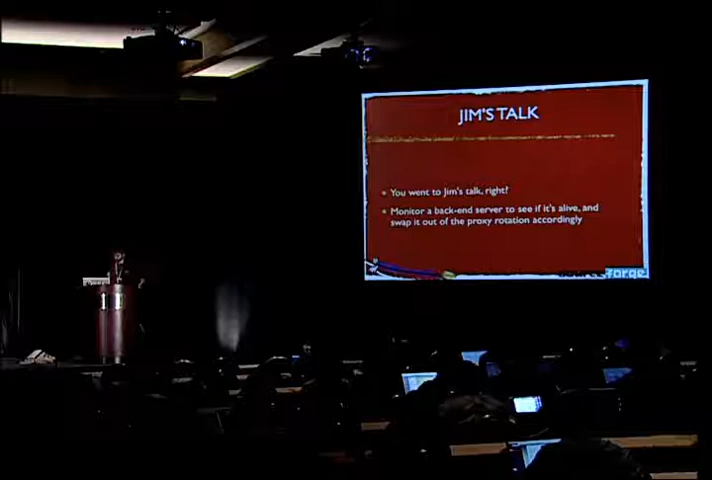 JIM'S TALK
You went to Jim's talk, right?
Monitor a back-end server to see if it's alive, and
swap it out of the proxy rotation accordingly
sourceforge